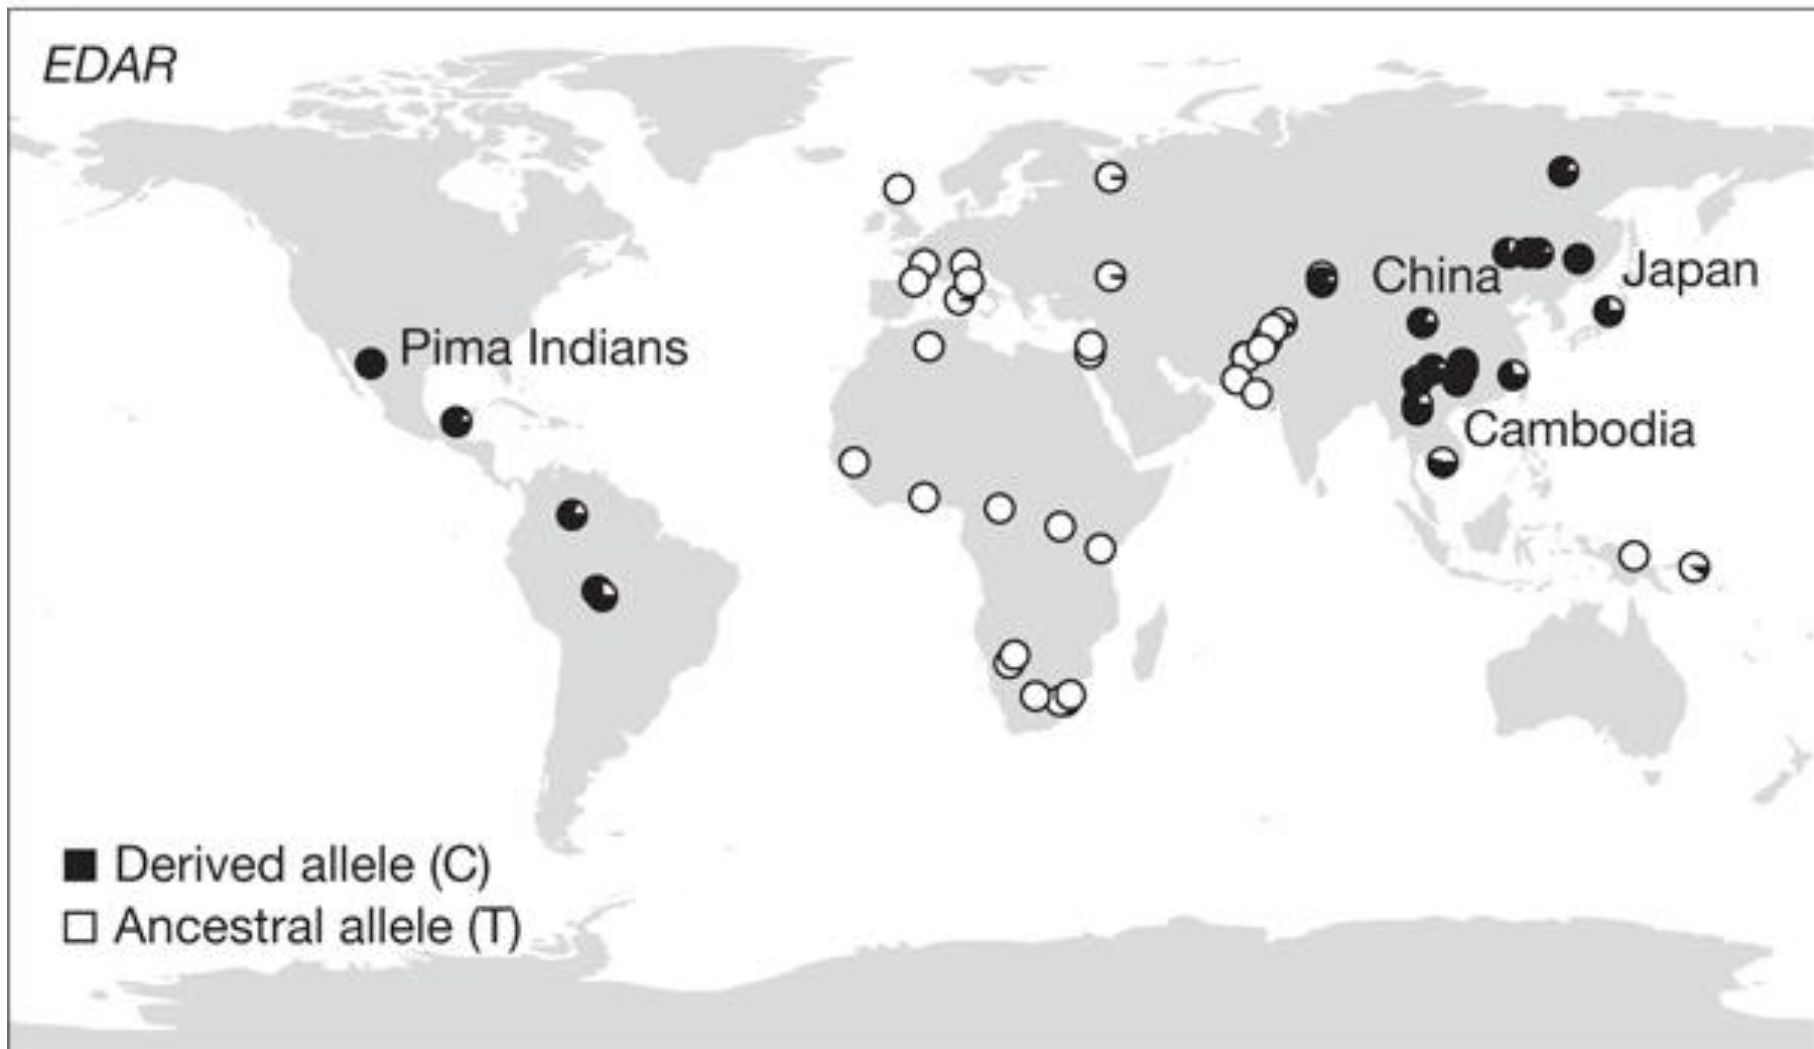 EDAR
China
Japan
Pima Indians
Cambodia
Derived allele (C)
Ancestral allele (T)